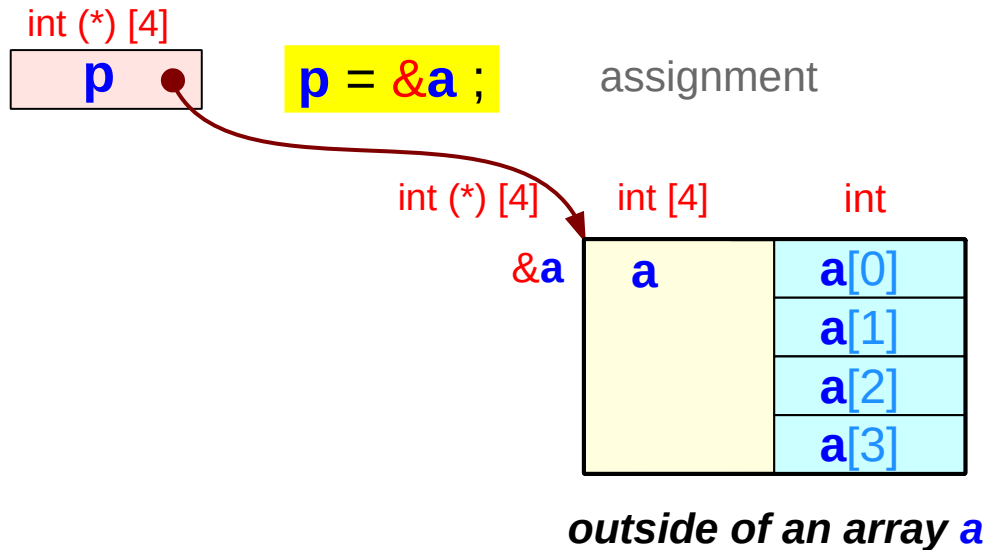 int (*) [4]
p
p = &a ;
assignment
int (*) [4]
int [4]
int
&a
a
a[0]
a[1]
a[2]
a[3]
outside of an array a